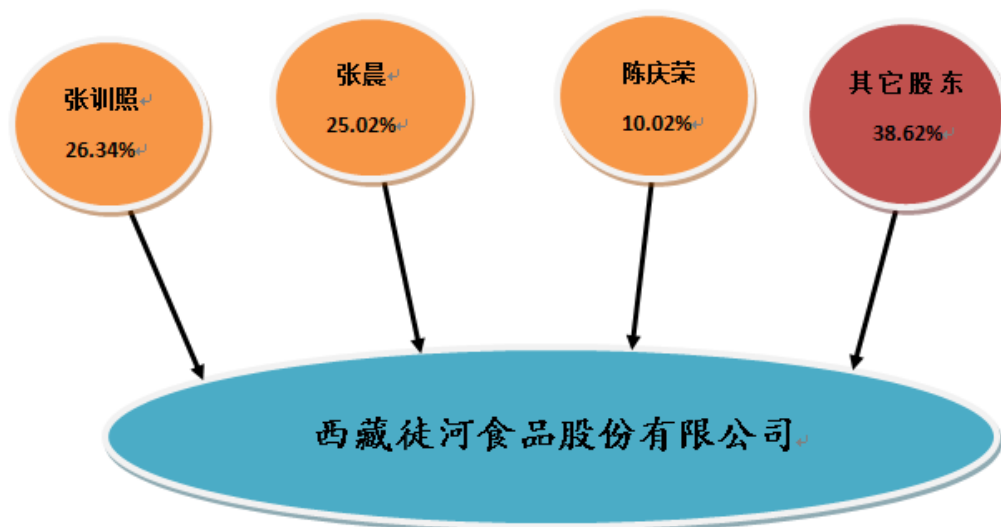 张训照
26.34%
张晨
25.02%
陈庆荣
10.02%
其它股东
38.62%
西藏徒河食品股份有限公司